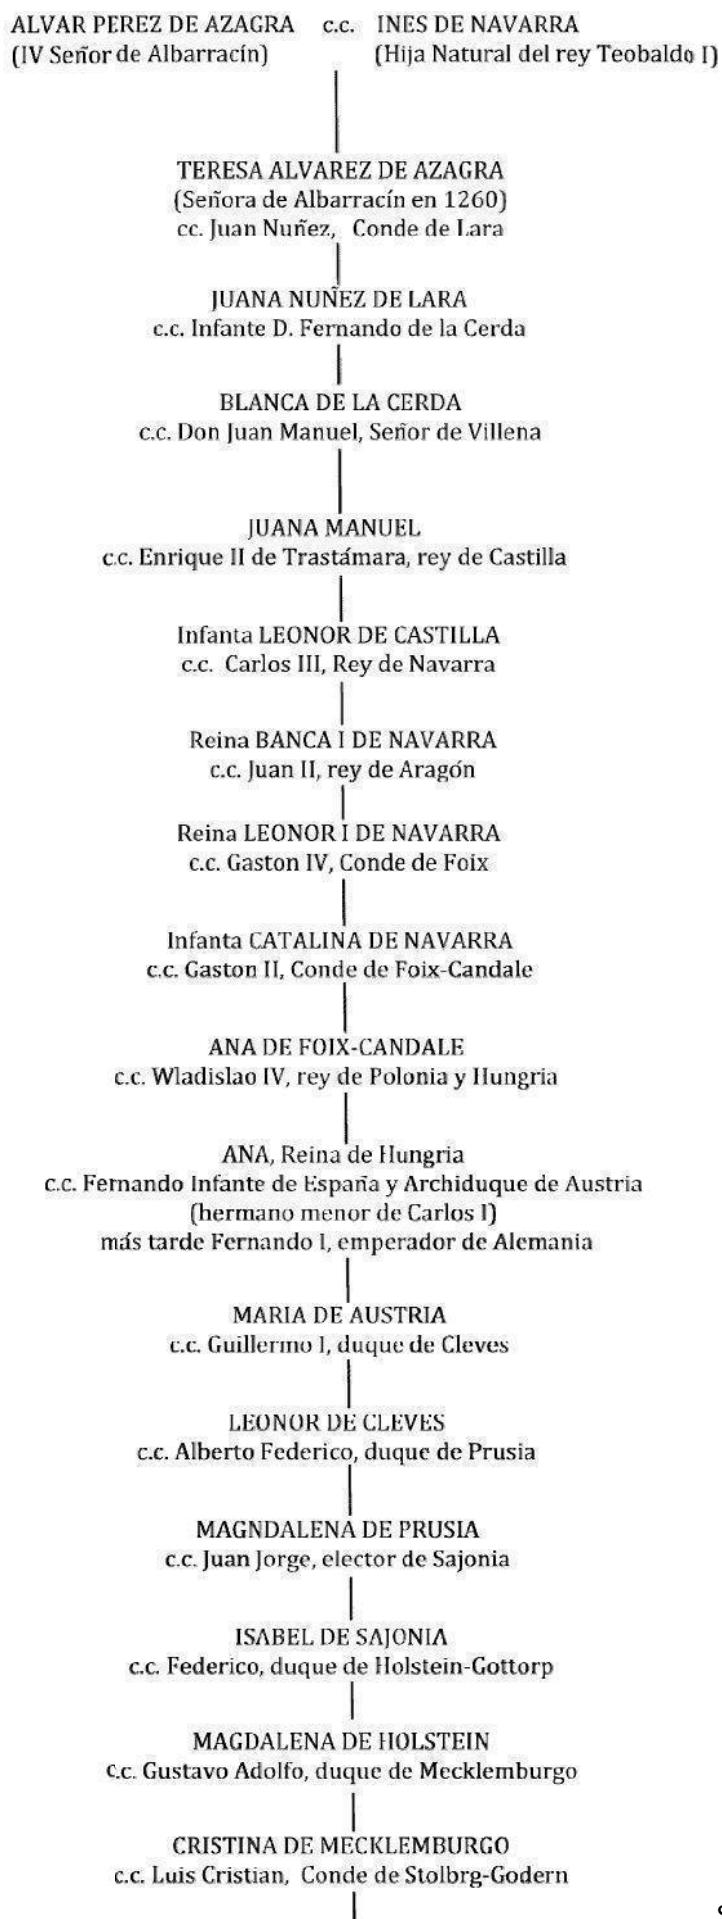 ALVAR PEREZ DE AZAGRA c.c. INES DE NAVARRA
(IV Señor de Albarracín) (Hija Natural del rey Teobaldo I)
TERESA ALVAREZ DE AZAGRA
(Señora de Albarracín en 1260)
cc. Juan Nuñez, Conde de Lara
JUANA NUÑEZ DE LARA
c.c. Infante D. Fernando de la Cerda
BLANCA DE LA CERDA
c.c. Don Juan Manuel, Señor de Villena
JUANA MANUEL
c.c. Enrique II de Trastámara, rey de Castilla
Infanta LEONOR DE CASTILLA
c.c. Carlos III, Rey de Navarra
Reina BANCA I DE NAVARRA
c.c. Juan II, rey de Aragón
Reina LEONOR I DE NAVARRA
c.c. Gaston IV, Conde de Foix
Infanta CATALINA DE NAVARRA
c.c. Gaston II, Conde de Foix-Candale
ANA DE FOIX-CANDALE
c.c. Wladislao IV, rey de Polonia y Hungria
ANA, Reina de Hungria
c.c. Fernando Infante de España y Archiduque de Austria
(hermano menor de Carlos I)
más tarde Fernando I, emperador de Alemania
MARIA DE AUSTRIA
c.c. Guillermo I, duque de Cleves
LEONOR DE CLEVES
c.c. Alberto Federico, duque de Prusia
MAGNDALENA DE PRUSIA
c.c. Juan Jorge, elector de Sajonia
ISABEL DE SAJONIA
c.c. Federico, duque de Holstein-Gottorp
MAGDALENA DE HOLSTEIN
c.c. Gustavo Adolfo, duque de Mecklemburgo
CRISTINA DE MECKLEMBURGO
c.c. Luis Cristian, Conde de Stolbrg-Godern